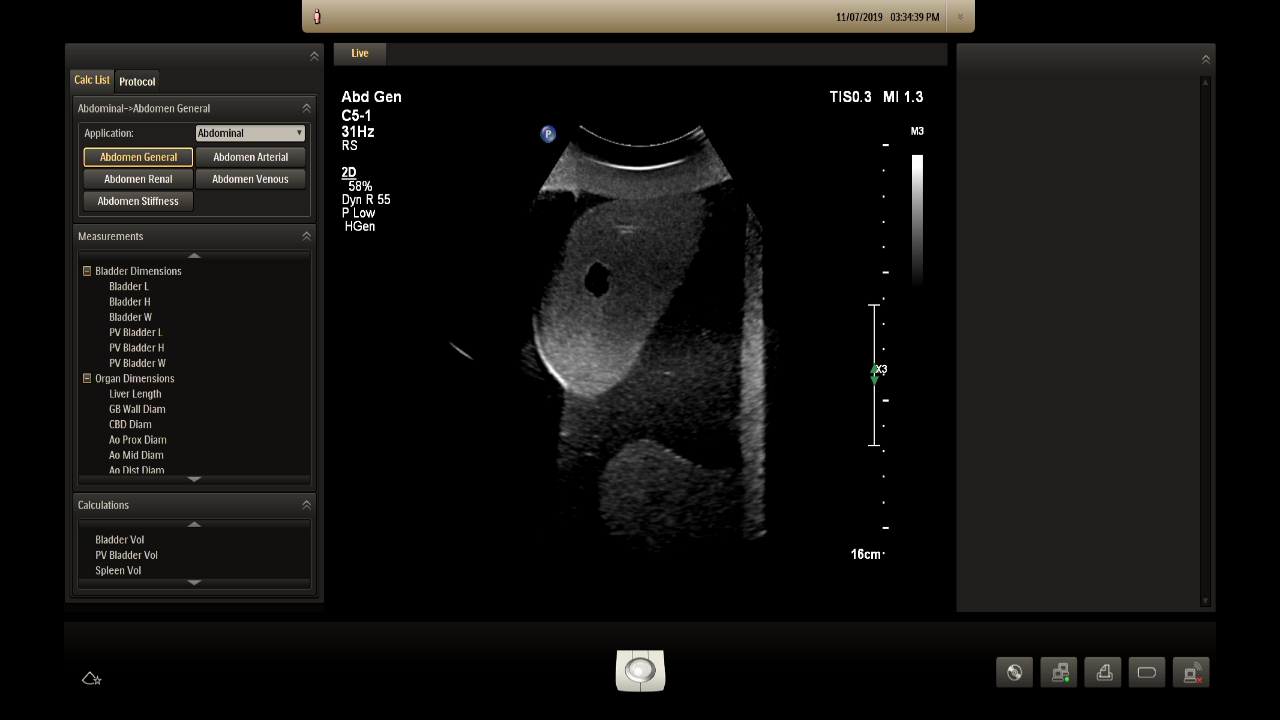 11/07/2019 03:34:39 PM
Live
Calc List Protocol
Abdominal->Abdomen General
Application: Abdominal
Abdomen General Abdomen Arterial
Abdomen Renal Abdomen Venous
Abdomen Stiffness
Measurements
Bladder Dimensions
Bladder L
Bladder H
Bladder W
PV Bladder L
PV Bladder H
PV Bladder W
Organ Dimensions
Liver Length
GB Wall Diam
CBD Diam
Ao Prox Diam
Ao Mid Diam
Ao Dist Diam
Calculations
Bladder Vol
PV Bladder Vol
Spleen Vol
Abd Gen
C5-1
31Hz
RS
2D
58%
Dyn R 55
P Low
HGen
P
TIS0.3 MI 1.3
M3
X3
16cm